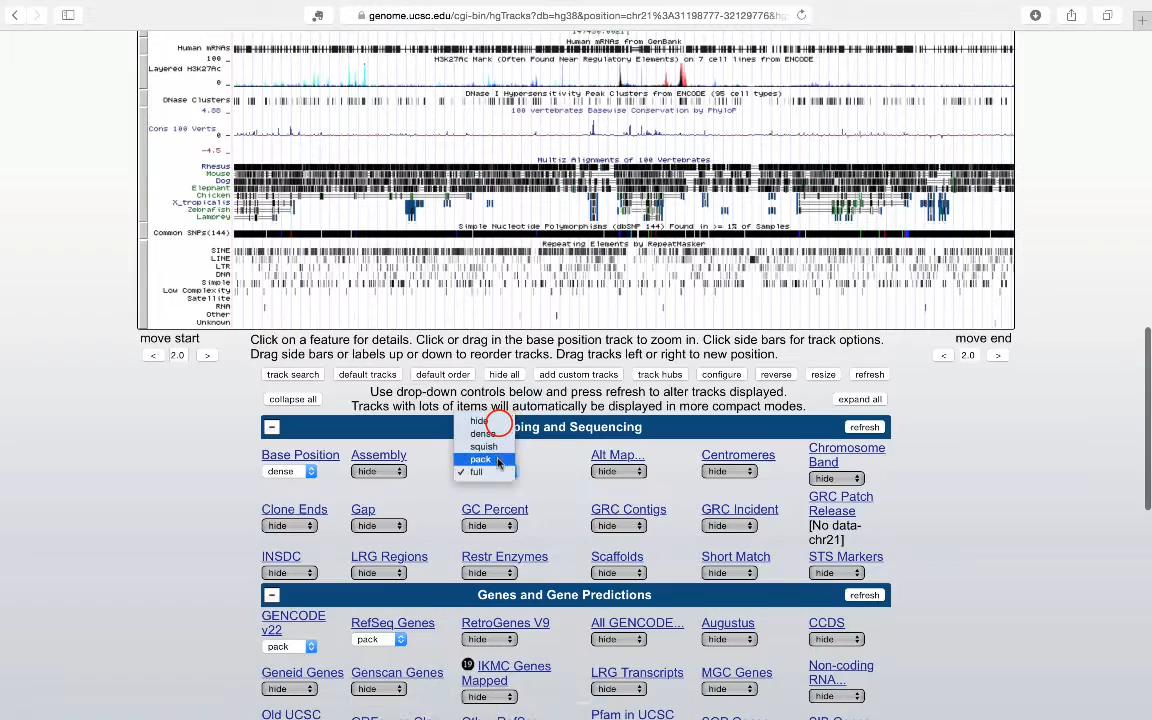 genome.ucsc.edu/cgi-bin/hgTracks?db=hg38&position=chr21%3A31198777-32129776&hg
Human mRNAs from GenBank
Human mRNAs
H3K27Ac Mark (Often Found Near Regulatory Elements) on 7 cell lines from ENCODE
100 _
Layered H3K27Ac
0 _
DNase I Hypersensitivity Peak Clusters from ENCODE (95 cell types)
DNase Clusters
100 vertebrates Basewise Conservation by PhyloP
4.88 _
Cons 100 Verts
0 _
-4.5 _
Multiz Alignments of 100 Vertebrates
Rhesus
Mouse
Dog
Elephant
Chicken
X_tropicalis
Zebrafish
Lamprey
Simple Nucleotide Polymorphisms (dbSNP 144) Found in >= 1% of Samples
Common SNPs(144)
Repeating Elements by RepeatMasker
SINE
LINE
LTR
DNA
Simple
Low Complexity
Satellite
RNA
Other
Unknown
move start
< 2.0 >
Click on a feature for details. Click or drag in the base position track to zoom in. Click side bars for track options.
Drag side bars or labels up or down to reorder tracks. Drag tracks left or right to new position.
move end
< 2.0 >
track search default tracks default order hide all add custom tracks track hubs configure reverse resize refresh
collapse all
Use drop-down controls below and press refresh to alter tracks displayed.
Tracks with lots of items will automatically be displayed in more compact modes.
expand all
- ping and Sequencing refresh
hide
dense
squish
pack
✓ full
Base Position Assembly Alt Map... Centromeres Chromosome
Band
dense hide hide hide hide
Clone Ends Gap GC Percent GRC Contigs GRC Incident GRC Patch
Release
hide hide hide hide hide [No data-
chr21]
INSDC LRG Regions Restr Enzymes Scaffolds Short Match STS Markers
hide hide hide hide hide hide
- Genes and Gene Predictions refresh
GENCODE
v22 RefSeq Genes RetroGenes V9 All GENCODE... Augustus CCDS
pack pack hide hide hide hide
Geneid Genes Genscan Genes 19 IKMC Genes
Mapped LRG Transcripts MGC Genes Non-coding
RNA...
hide hide hide hide hide hide
Old UCSC Pfam in UCSC